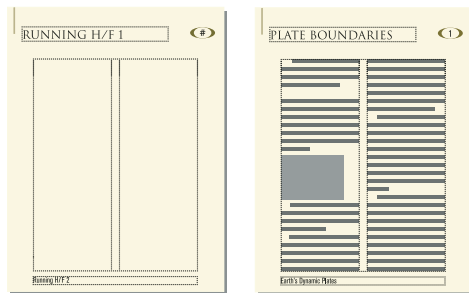 RUNNING H/F 1
#
Running H/F 2
PLATE BOUNDARIES
1
Earth's Dynamic Plates